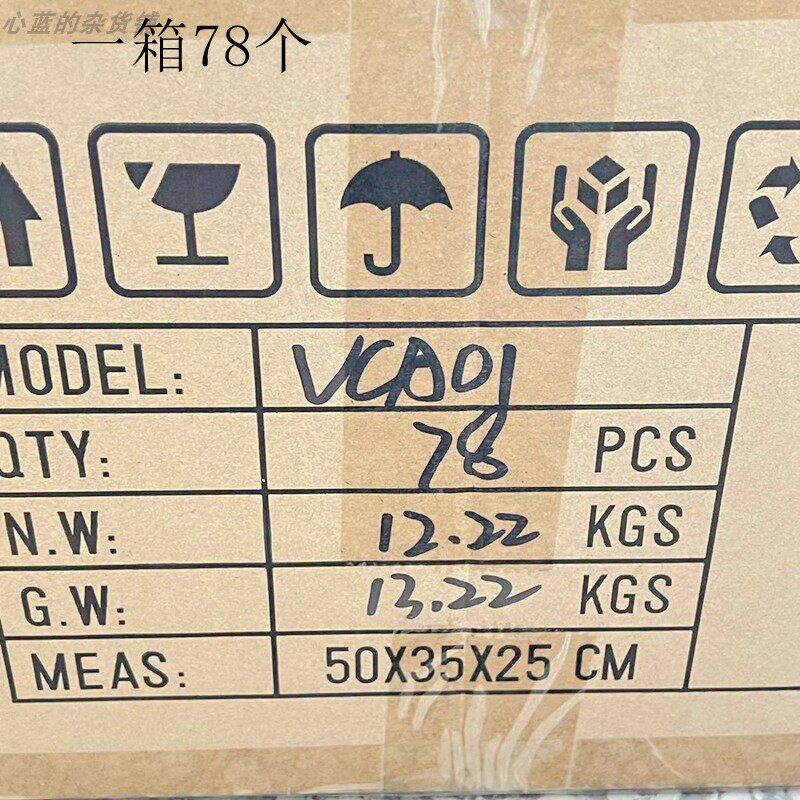 心蓝的杂货铺
一箱78个
MODEL: VCA01
QTY: 78 PCS
N.W: 12.22 KGS
G.W: 13.22 KGS
MEAS: 50X35X25 CM